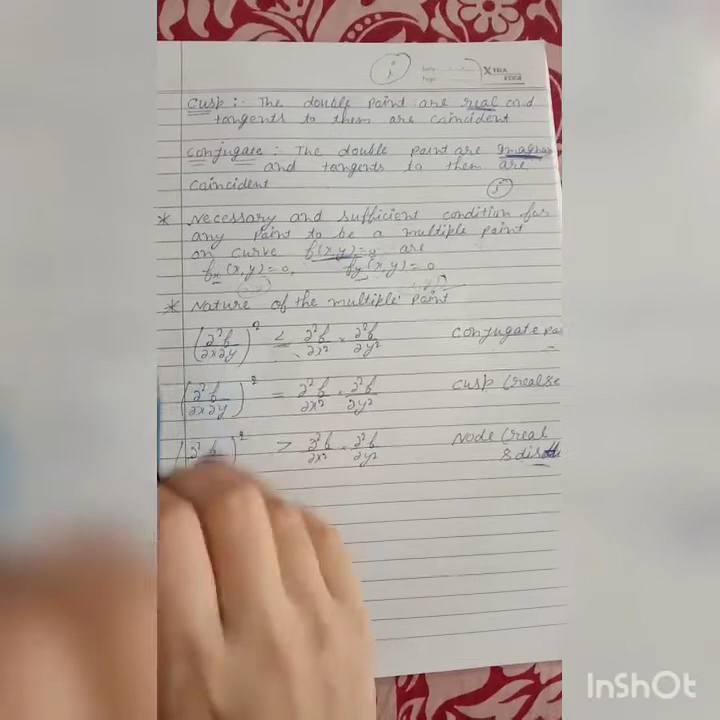 i
XTRA
Cusp :- The double point are real and
tangents to them are coincident
Conjugate :- The double point are
and tangents to them are
coincident
* Necessary and sufficient condition for
any point to be a multiple point
on curve f(x,y)=0 are
fx(x,y)=0, fy(x,y)=0
* Nature of the multiple point
(∂²f/∂x∂y)² < ∂²f/∂x² × ∂²f/∂y² Conjugate
(∂²f/∂x∂y)² = ∂²f/∂x² · ∂²f/∂y² Cusp (real &
> ∂²f/∂x² · ∂²f/∂y² Node (real
&
InShOt